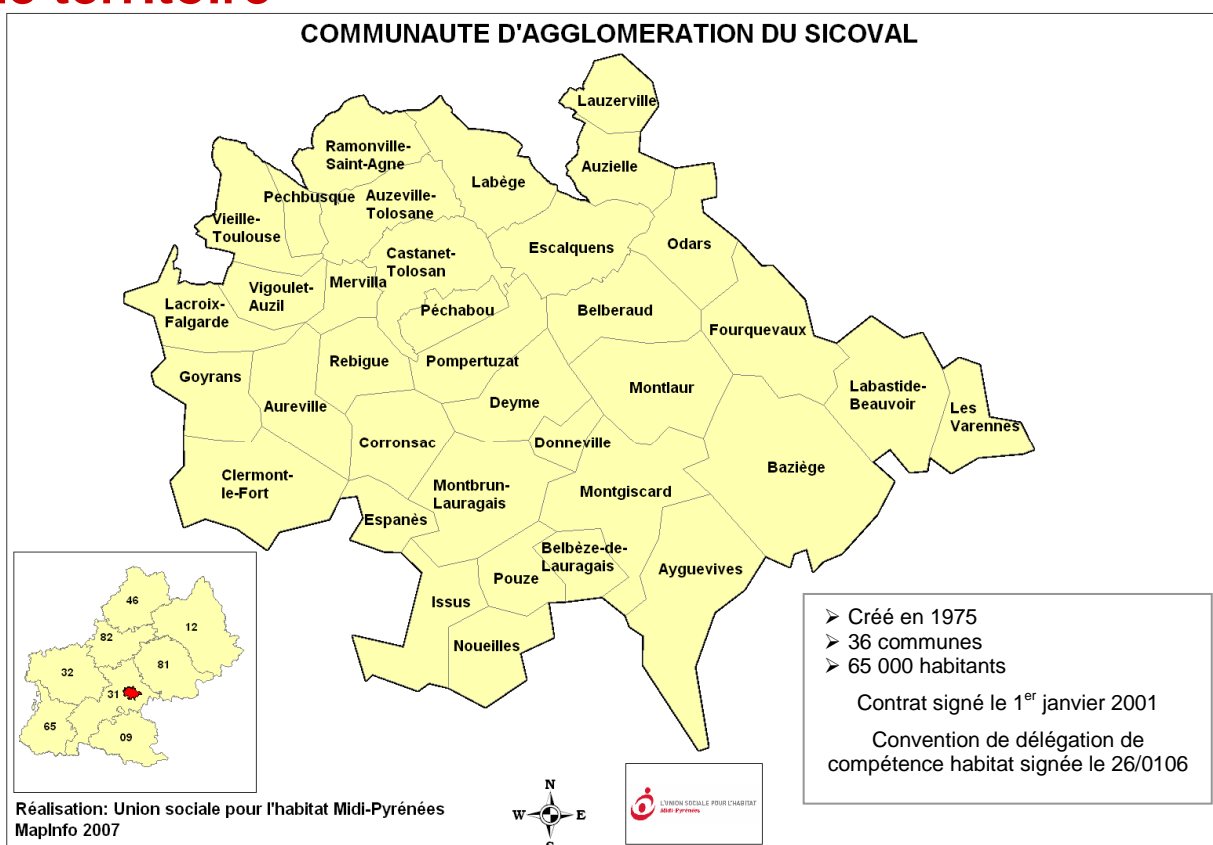 COMMUNAUTE D'AGGLOMERATION DU SICOVAL
Lauzerville
Ramonville-
Saint-Agne
Auzielle
Labège
Pechbusque
Auzeville-
Tolosane
Vieille-
Toulouse
Odars
Escalquens
Castanet-
Tolosan
Mervilla
Vigoulet-
Auzil
Lacroix-
Falgarde
Péchabou
Belberaud
Fourquevaux
Rebigue
Pompertuzat
Goyrans
Montlaur
Labastide-
Beauvoir
Aureville
Deyme
Les
Varennes
Corronsac
Donneville
Baziège
Clermont-
le-Fort
Montbrun-
Lauragais
Montgiscard
Espanès
Belbèze-de-
Lauragais
Pouze
Ayguevives
Issus
Noueilles
46
12
82
81
32
31
65
09
➢ Créé en 1975
➢ 36 communes
➢ 65 000 habitants
Contrat signé le 1er janvier 2001
Convention de délégation de
compétence habitat signée le 26/0106
Réalisation: Union sociale pour l'habitat Midi-Pyrénées
MapInfo 2007
N
W E
L'UNION SOCIALE POUR L'HABITAT
Midi-Pyrénées